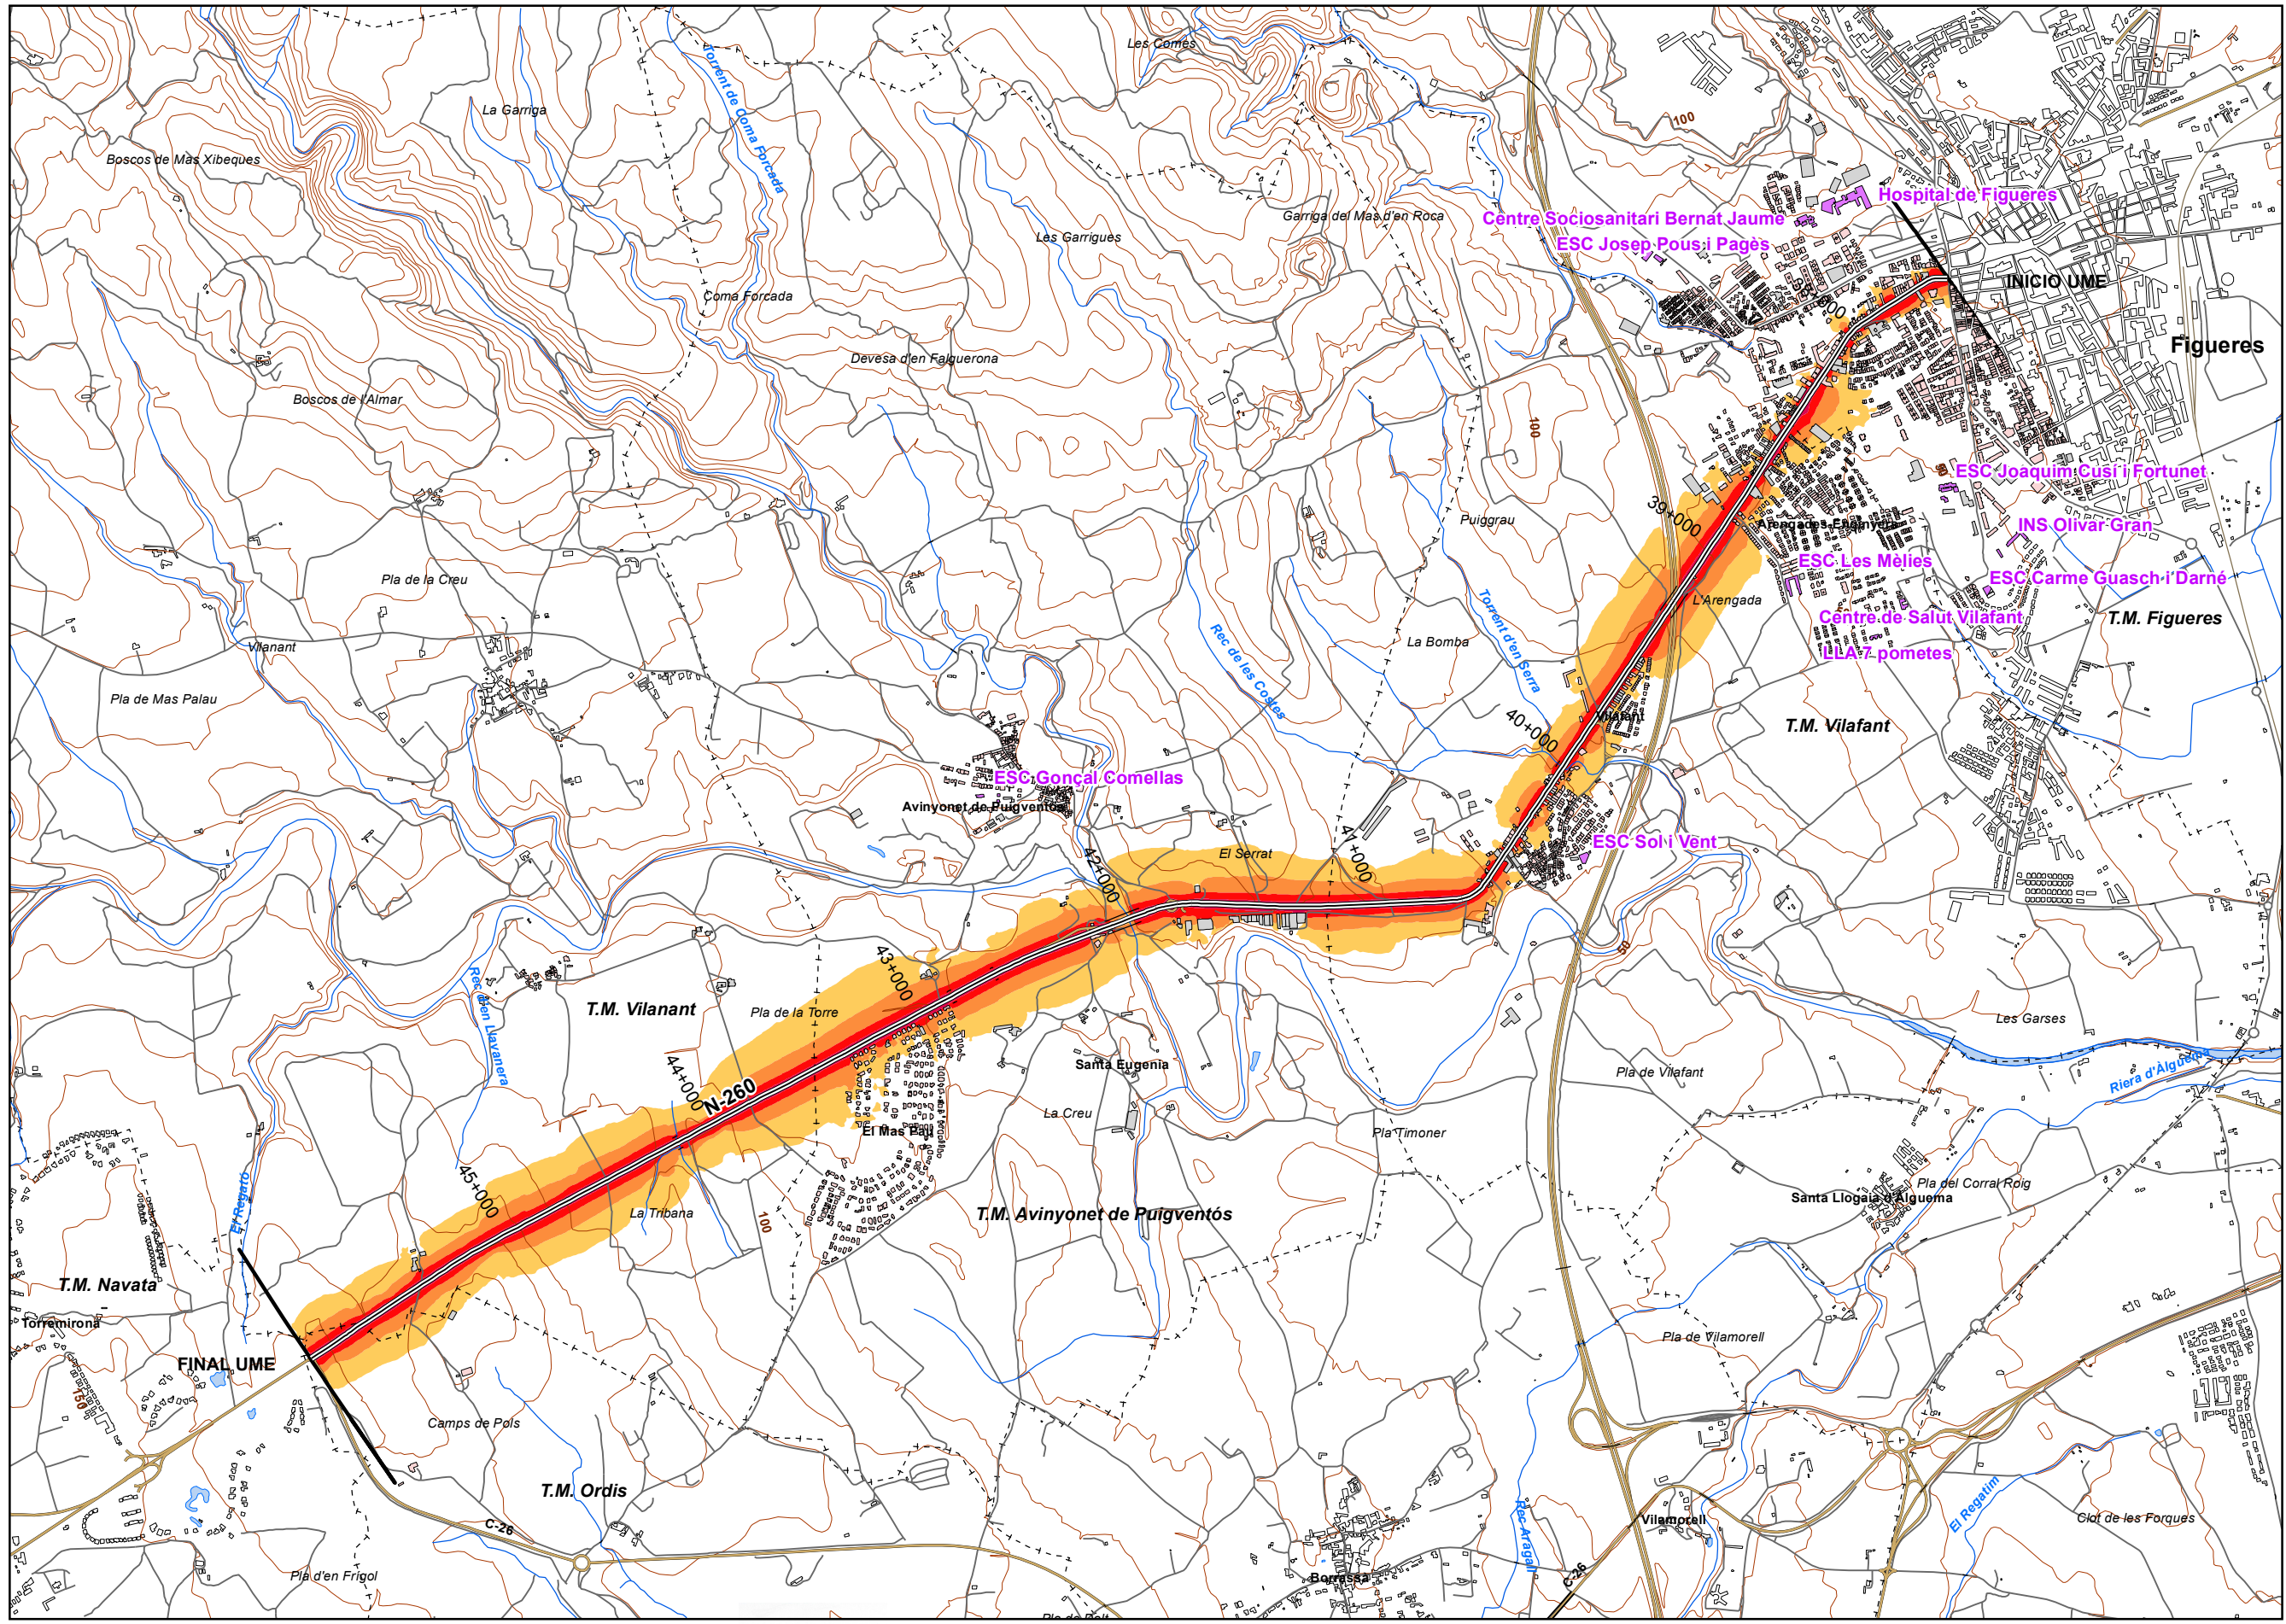 Les Comes
La Garriga
Torrent de Coma Forcada
100
Boscos de Mas Xibeques
Hospital de Figueres
Centre Sociosanitari Bernat Jaume
Garriga del Mas d'en Roca
Les Garrigues
ESC Josep Pous i Pagès
INICIO UME
Coma Forcada
38+000
Figueres
Devesa d'en Falguerona
Boscos de l'Almar
100
ESC Joaquim Cusí i Fortunet
50
39+000
Puiggrau
Arengades-Enginyers
INS Olivar Gran
ESC Les Mèlies
Pla de la Creu
ESC Carme Guasch i Darné
L'Arengada
Centre de Salut Vilafant
T.M. Figueres
Torrent d'en Serra
La Bomba
Vilanant
LLA 7 pometes
Rec de les Costes
Pla de Mas Palau
Vilafant
T.M. Vilafant
40+000
ESC Gonçal Comellas
Avinyonet de Puigventós
ESC Sol i Vent
El Serrat
41+000
42+000
50
43+000
T.M. Vilanant
Pla de la Torre
Rec d'en Llavanera
Les Garses
Santa Eugenia
Pla de Vilafant
Riera d'Àlguema
44+000
N-260
La Creu
El Mas Pau
Pla Timoner
45+000
Pla del Corral Roig
Santa Llogaia d'Àlguema
El Regató
La Tribana
100
T.M. Avinyonet de Puigventós
T.M. Navata
Torremirona
Pla de Vilamorell
FINAL UME
150
Camps de Pols
T.M. Ordis
El Regatim
Clot de les Forques
Vilamorell
C-26
Rec Aragall
Pla d'en Frigol
Borrassà
C-26